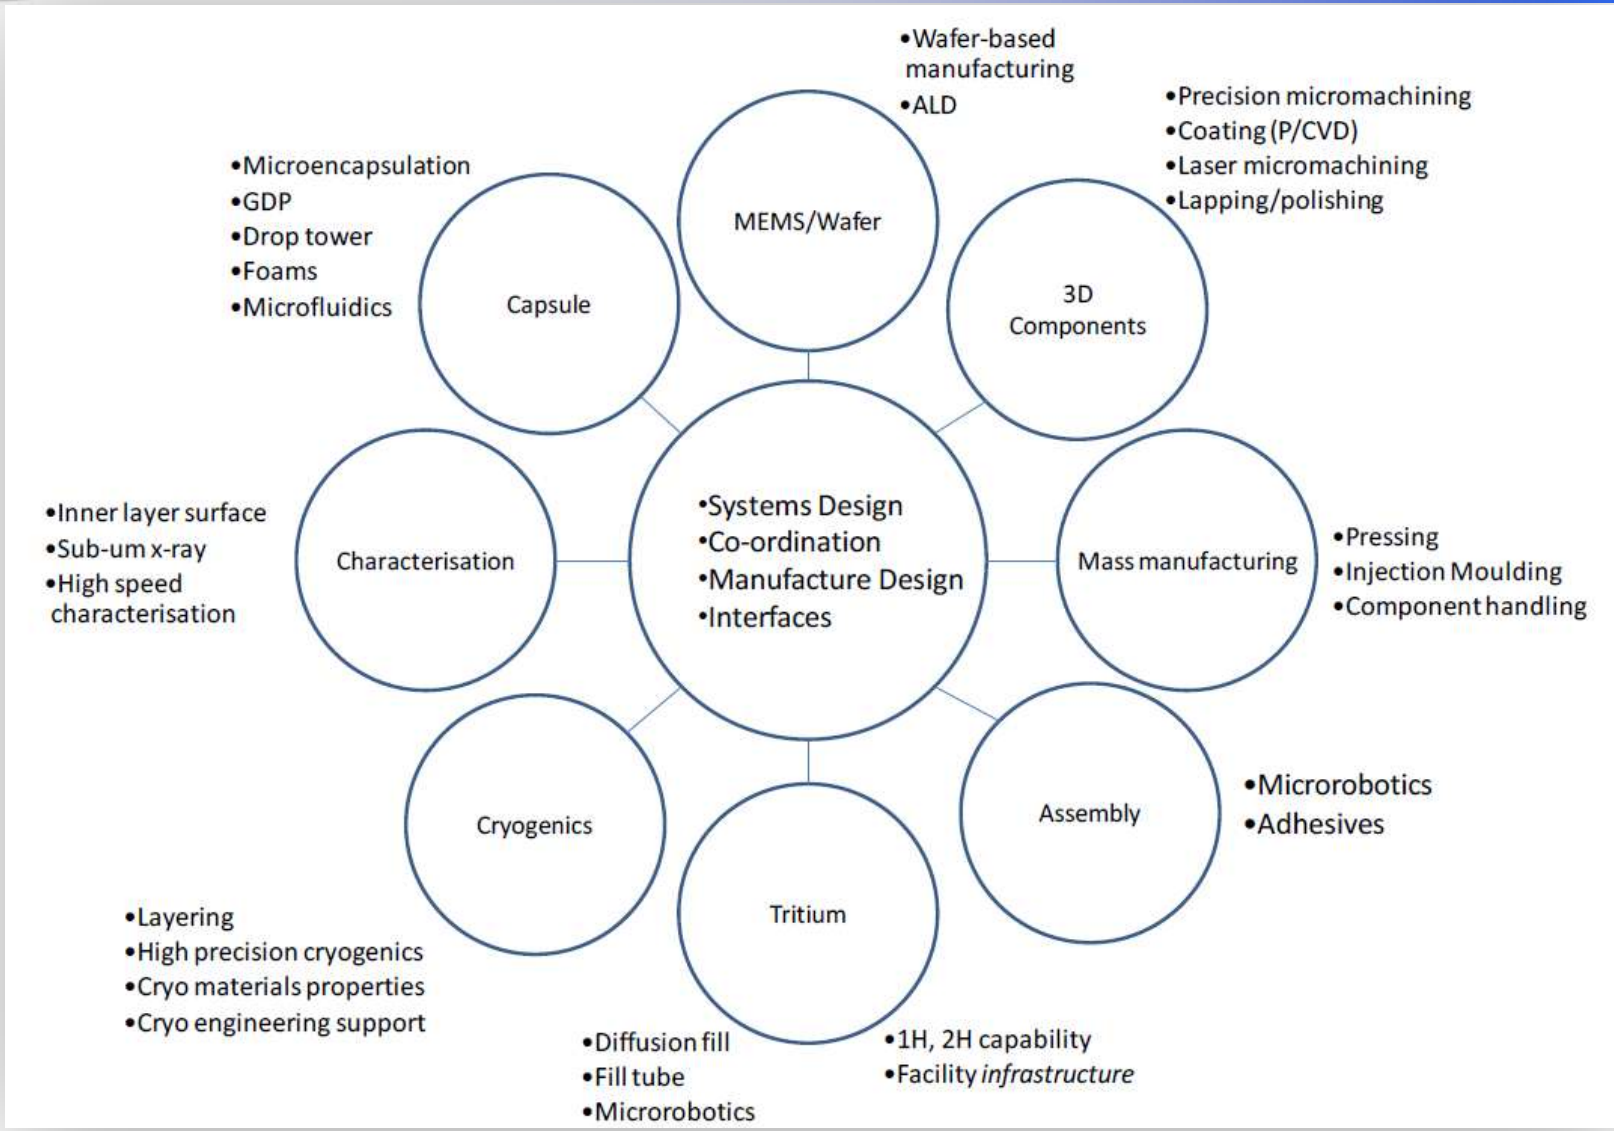 •Wafer-based
manufacturing
•ALD
MEMS/Wafer
•Precision micromachining
•Coating (P/CVD)
•Laser micromachining
•Lapping/polishing
3D
Components
•Microencapsulation
•GDP
•Drop tower
•Foams
•Microfluidics
Capsule
•Inner layer surface
•Sub-um x-ray
•High speed
characterisation
Characterisation
•Systems Design
•Co-ordination
•Manufacture Design
•Interfaces
Mass manufacturing
•Pressing
•Injection Moulding
•Component handling
Cryogenics
•Layering
•High precision cryogenics
•Cryo materials properties
•Cryo engineering support
Tritium
•Diffusion fill
•Fill tube
•Microrobotics
•1H, 2H capability
•Facility infrastructure
Assembly
•Microrobotics
•Adhesives